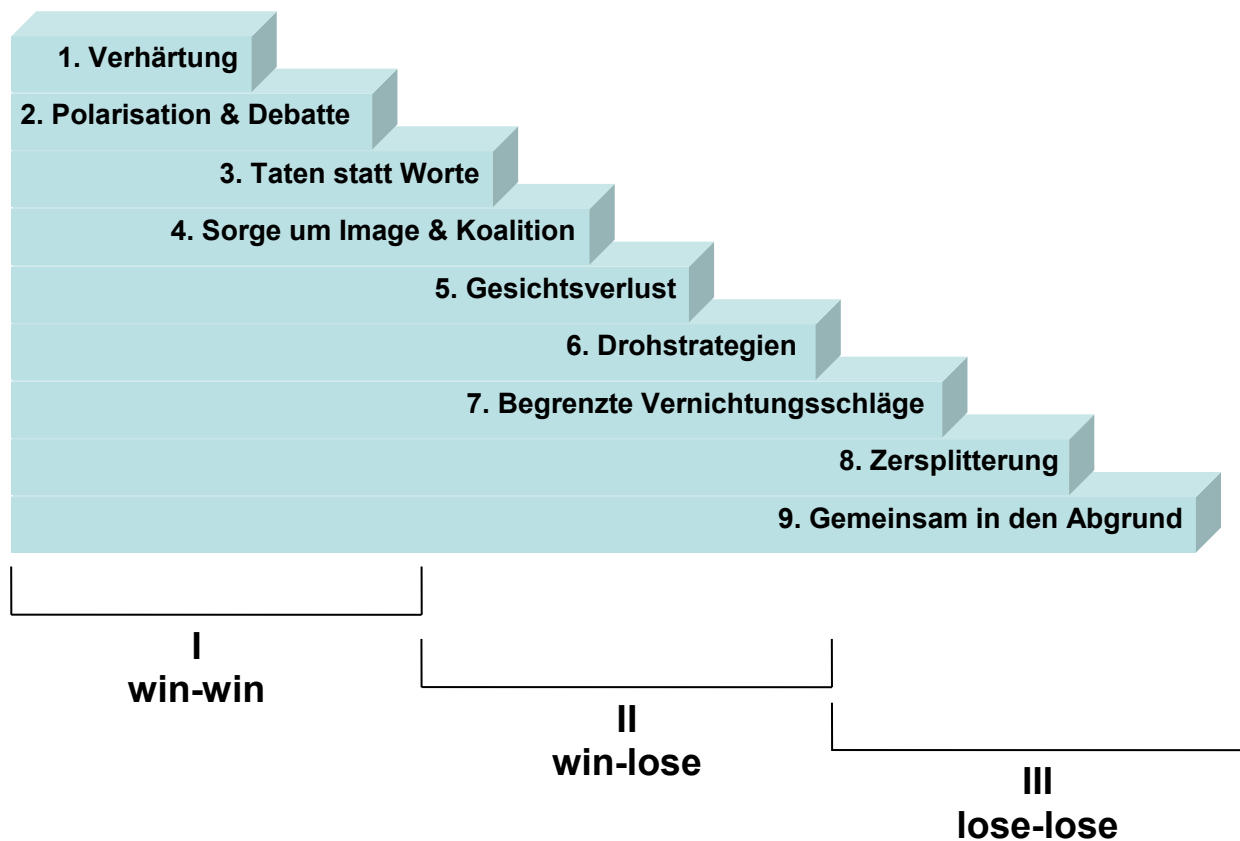 1. Verhärtung
2. Polarisation & Debatte
3. Taten statt Worte
4. Sorge um Image & Koalition
5. Gesichtsverlust
6. Drohstrategien
7. Begrenzte Vernichtungsschläge
8. Zersplitterung
9. Gemeinsam in den Abgrund
I
win-win
II
win-lose
III
lose-lose